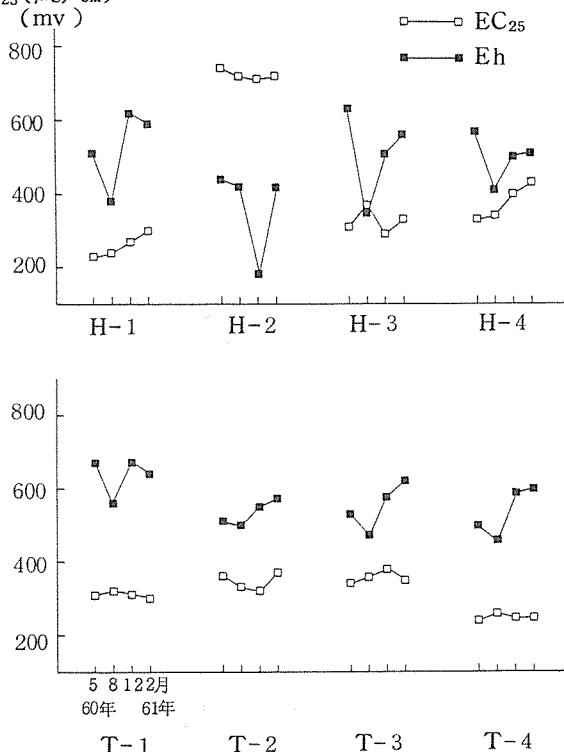 (mv)
□—□ EC25
■—■ Eh
800
600
400
200
H-1 H-2 H-3 H-4
800
600
400
200
5 8 12 2月
60年 61年
T-1 T-2 T-3 T-4